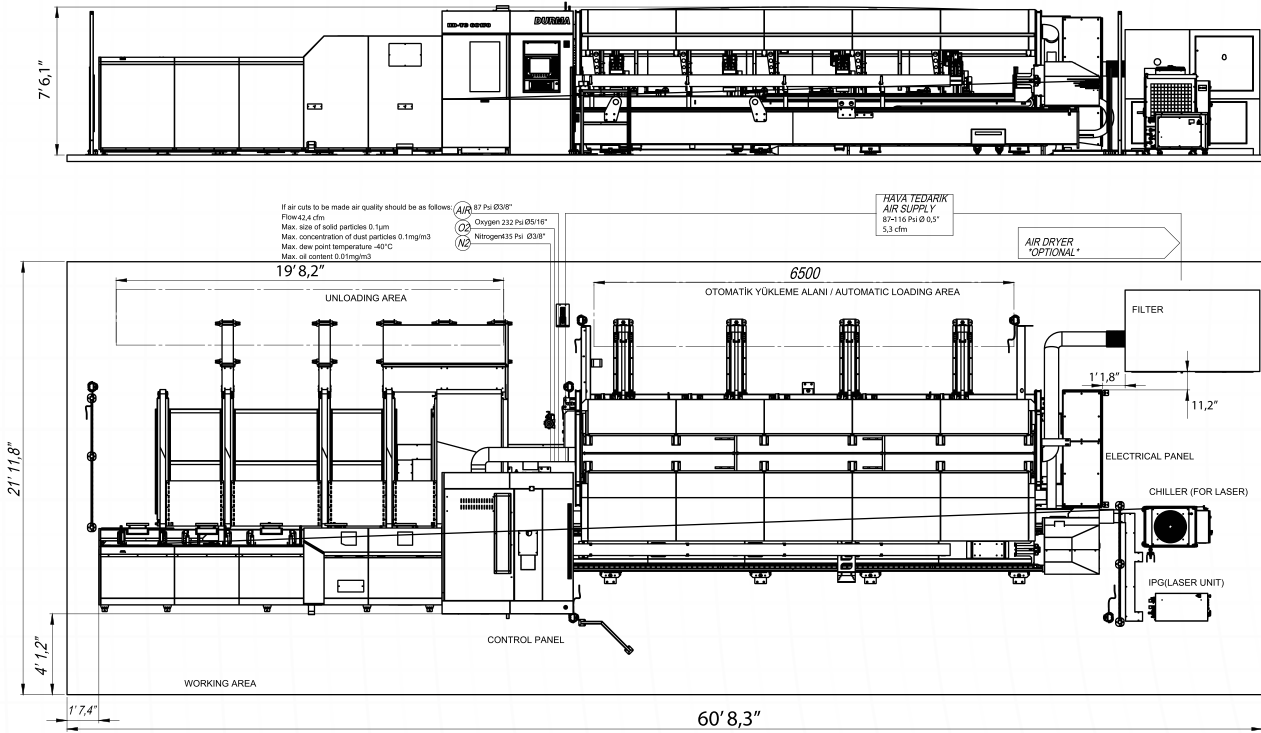 HD-TC 60170
DURMA
7' 6,1"
If air cuts to be made air quality should be as follows:
Flow 42,4 cfm
Max. size of solid particles 0.1µm
Max. concentration of dust particles 0.1mg/m3
Max. dew point temperature -40°C
Max. oil content 0.01mg/m3
AIR 87 Psi Ø3/8"
O2 Oxygen 232 Psi Ø5/16"
N2 Nitrogen435 Psi Ø3/8"
HAVA TEDARİK
AIR SUPPLY
87-116 Psi Ø 0,5"
5,3 cfm
AIR DRYER
"OPTIONAL"
19' 8,2"
UNLOADING AREA
6500
OTOMATİK YÜKLEME ALANI / AUTOMATIC LOADING AREA
FILTER
1' 1,8"
11,2"
ELECTRICAL PANEL
CHILLER (FOR LASER)
IPG(LASER UNIT)
21' 11,8"
4' 1,2"
CONTROL PANEL
WORKING AREA
1' 7,4"
60' 8,3"